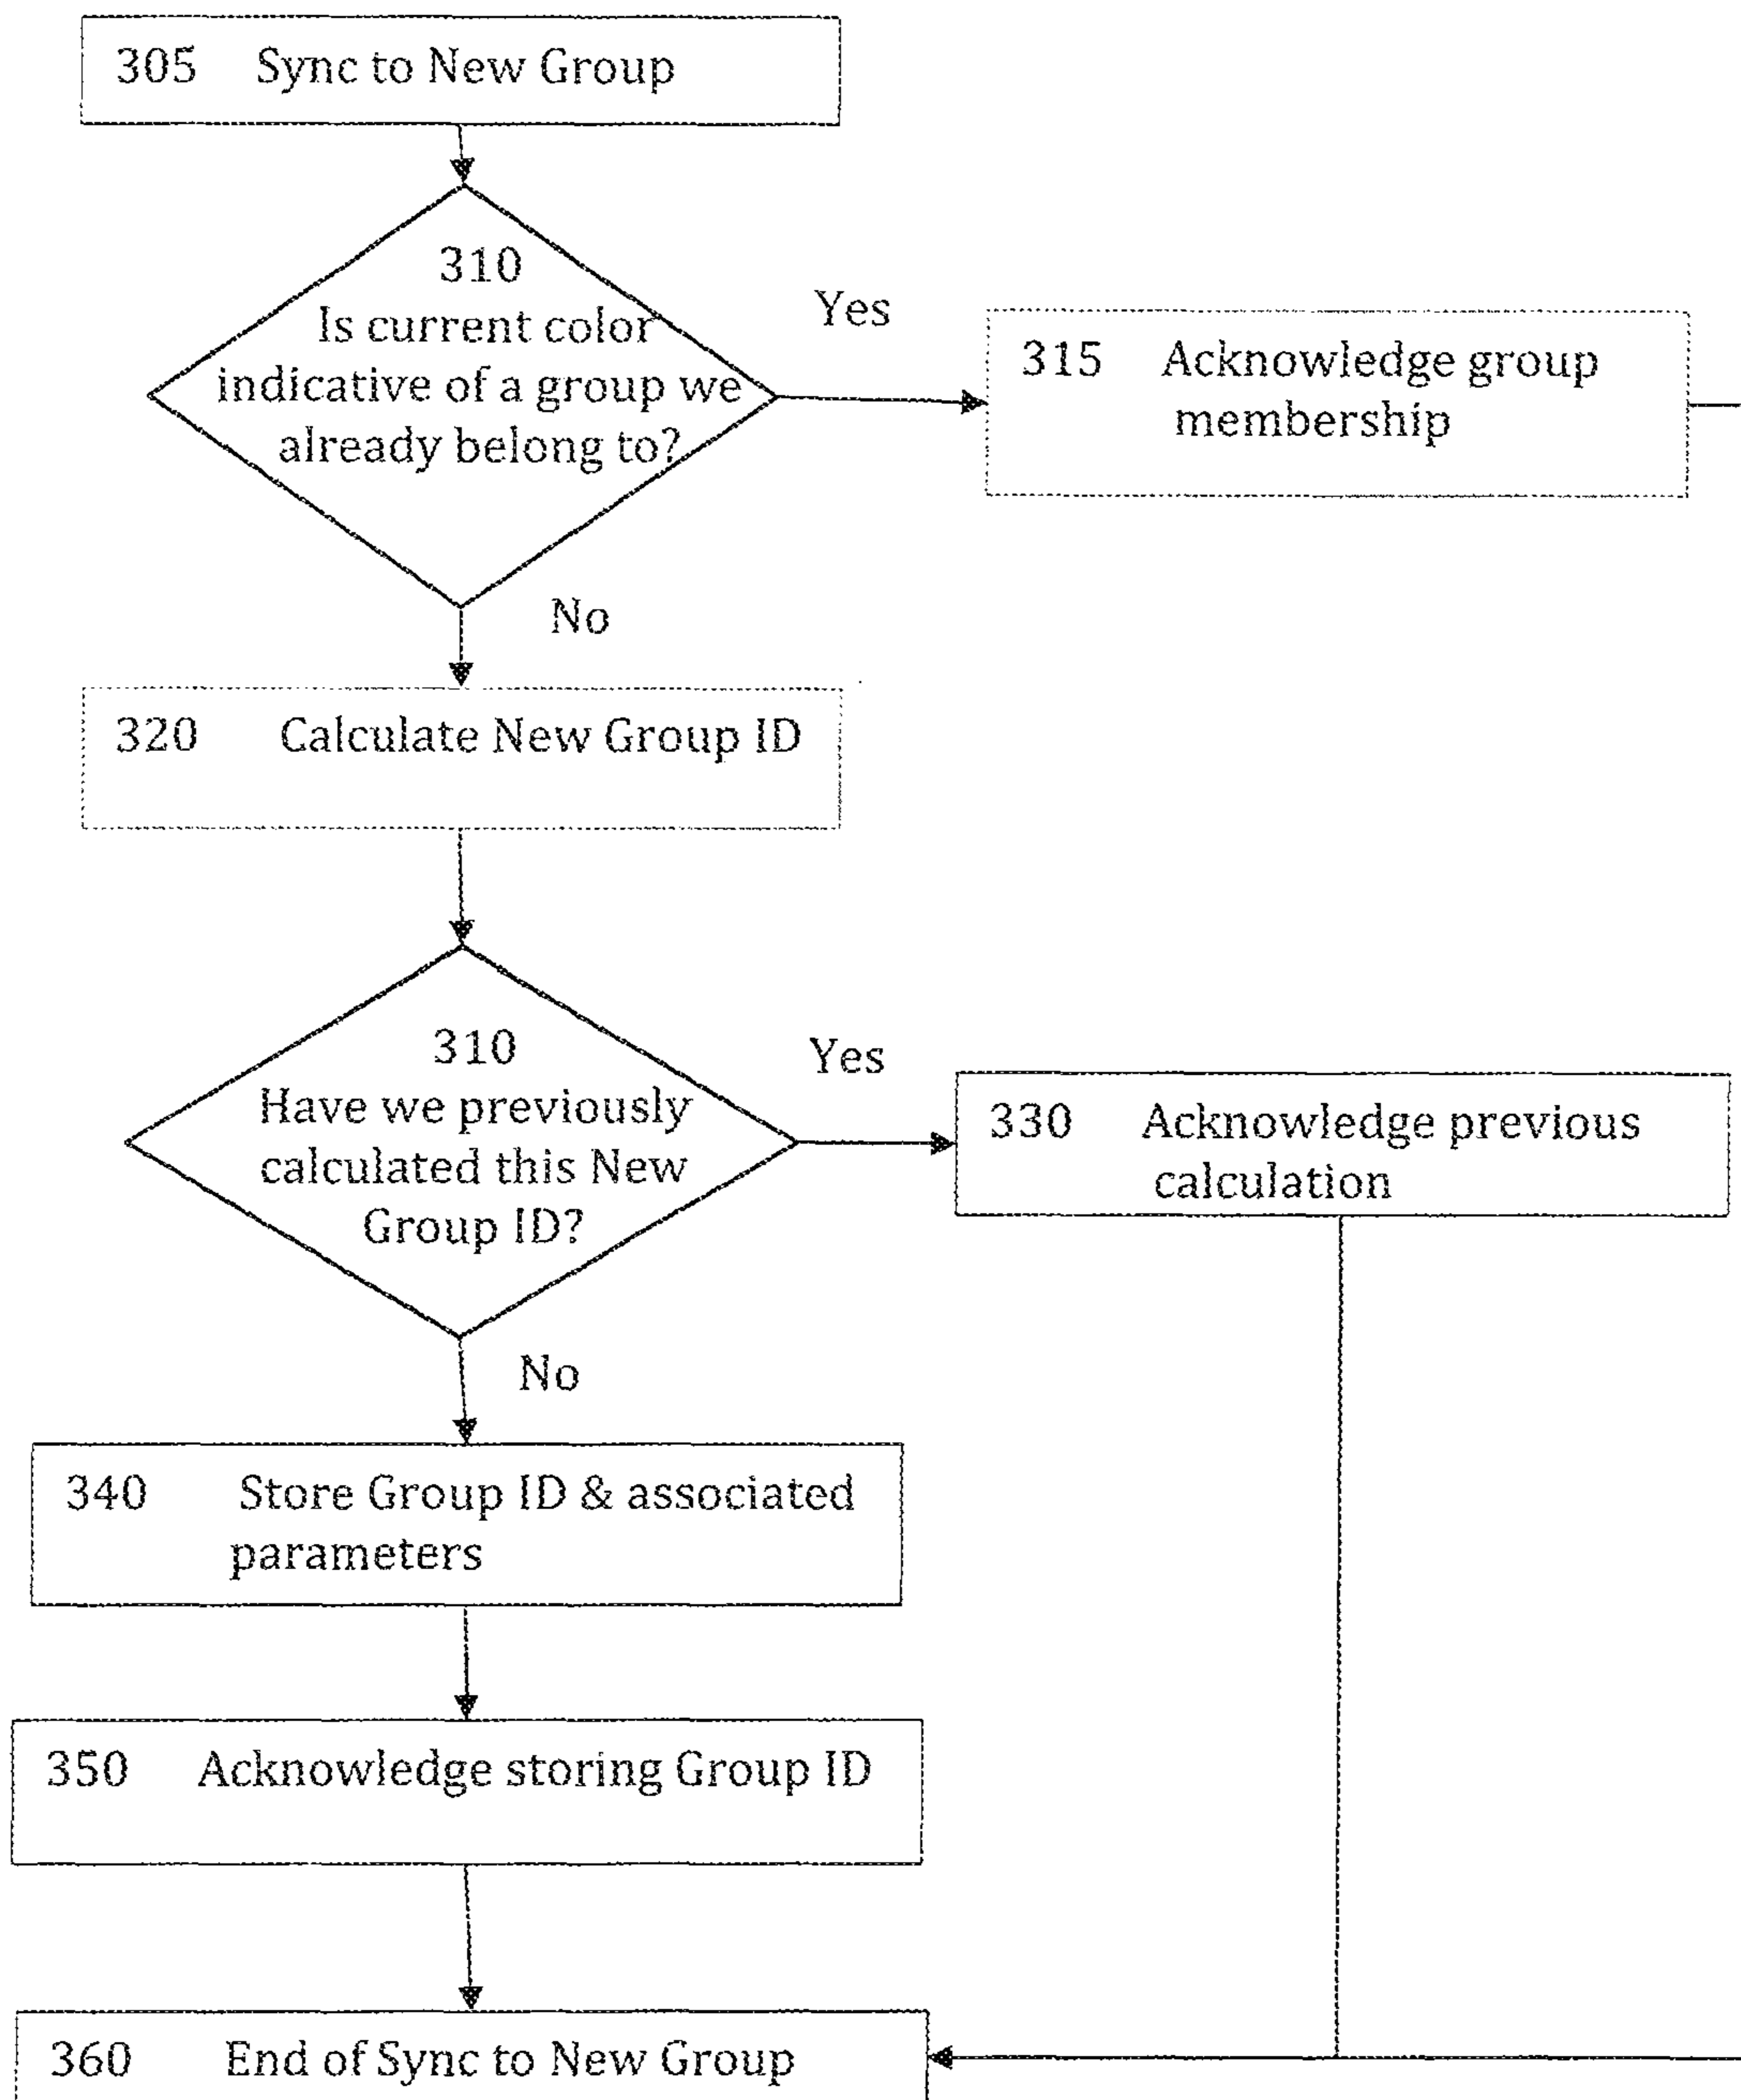 305 Sync to New Group
310
Is current color
indicative of a group we
already belong to?
Yes
315 Acknowledge group
membership
No
320 Calculate New Group ID
310
Have we previously
calculated this New
Group ID?
Yes
330 Acknowledge previous
calculation
No
340 Store Group ID & associated
parameters
350 Acknowledge storing Group ID
360 End of Sync to New Group